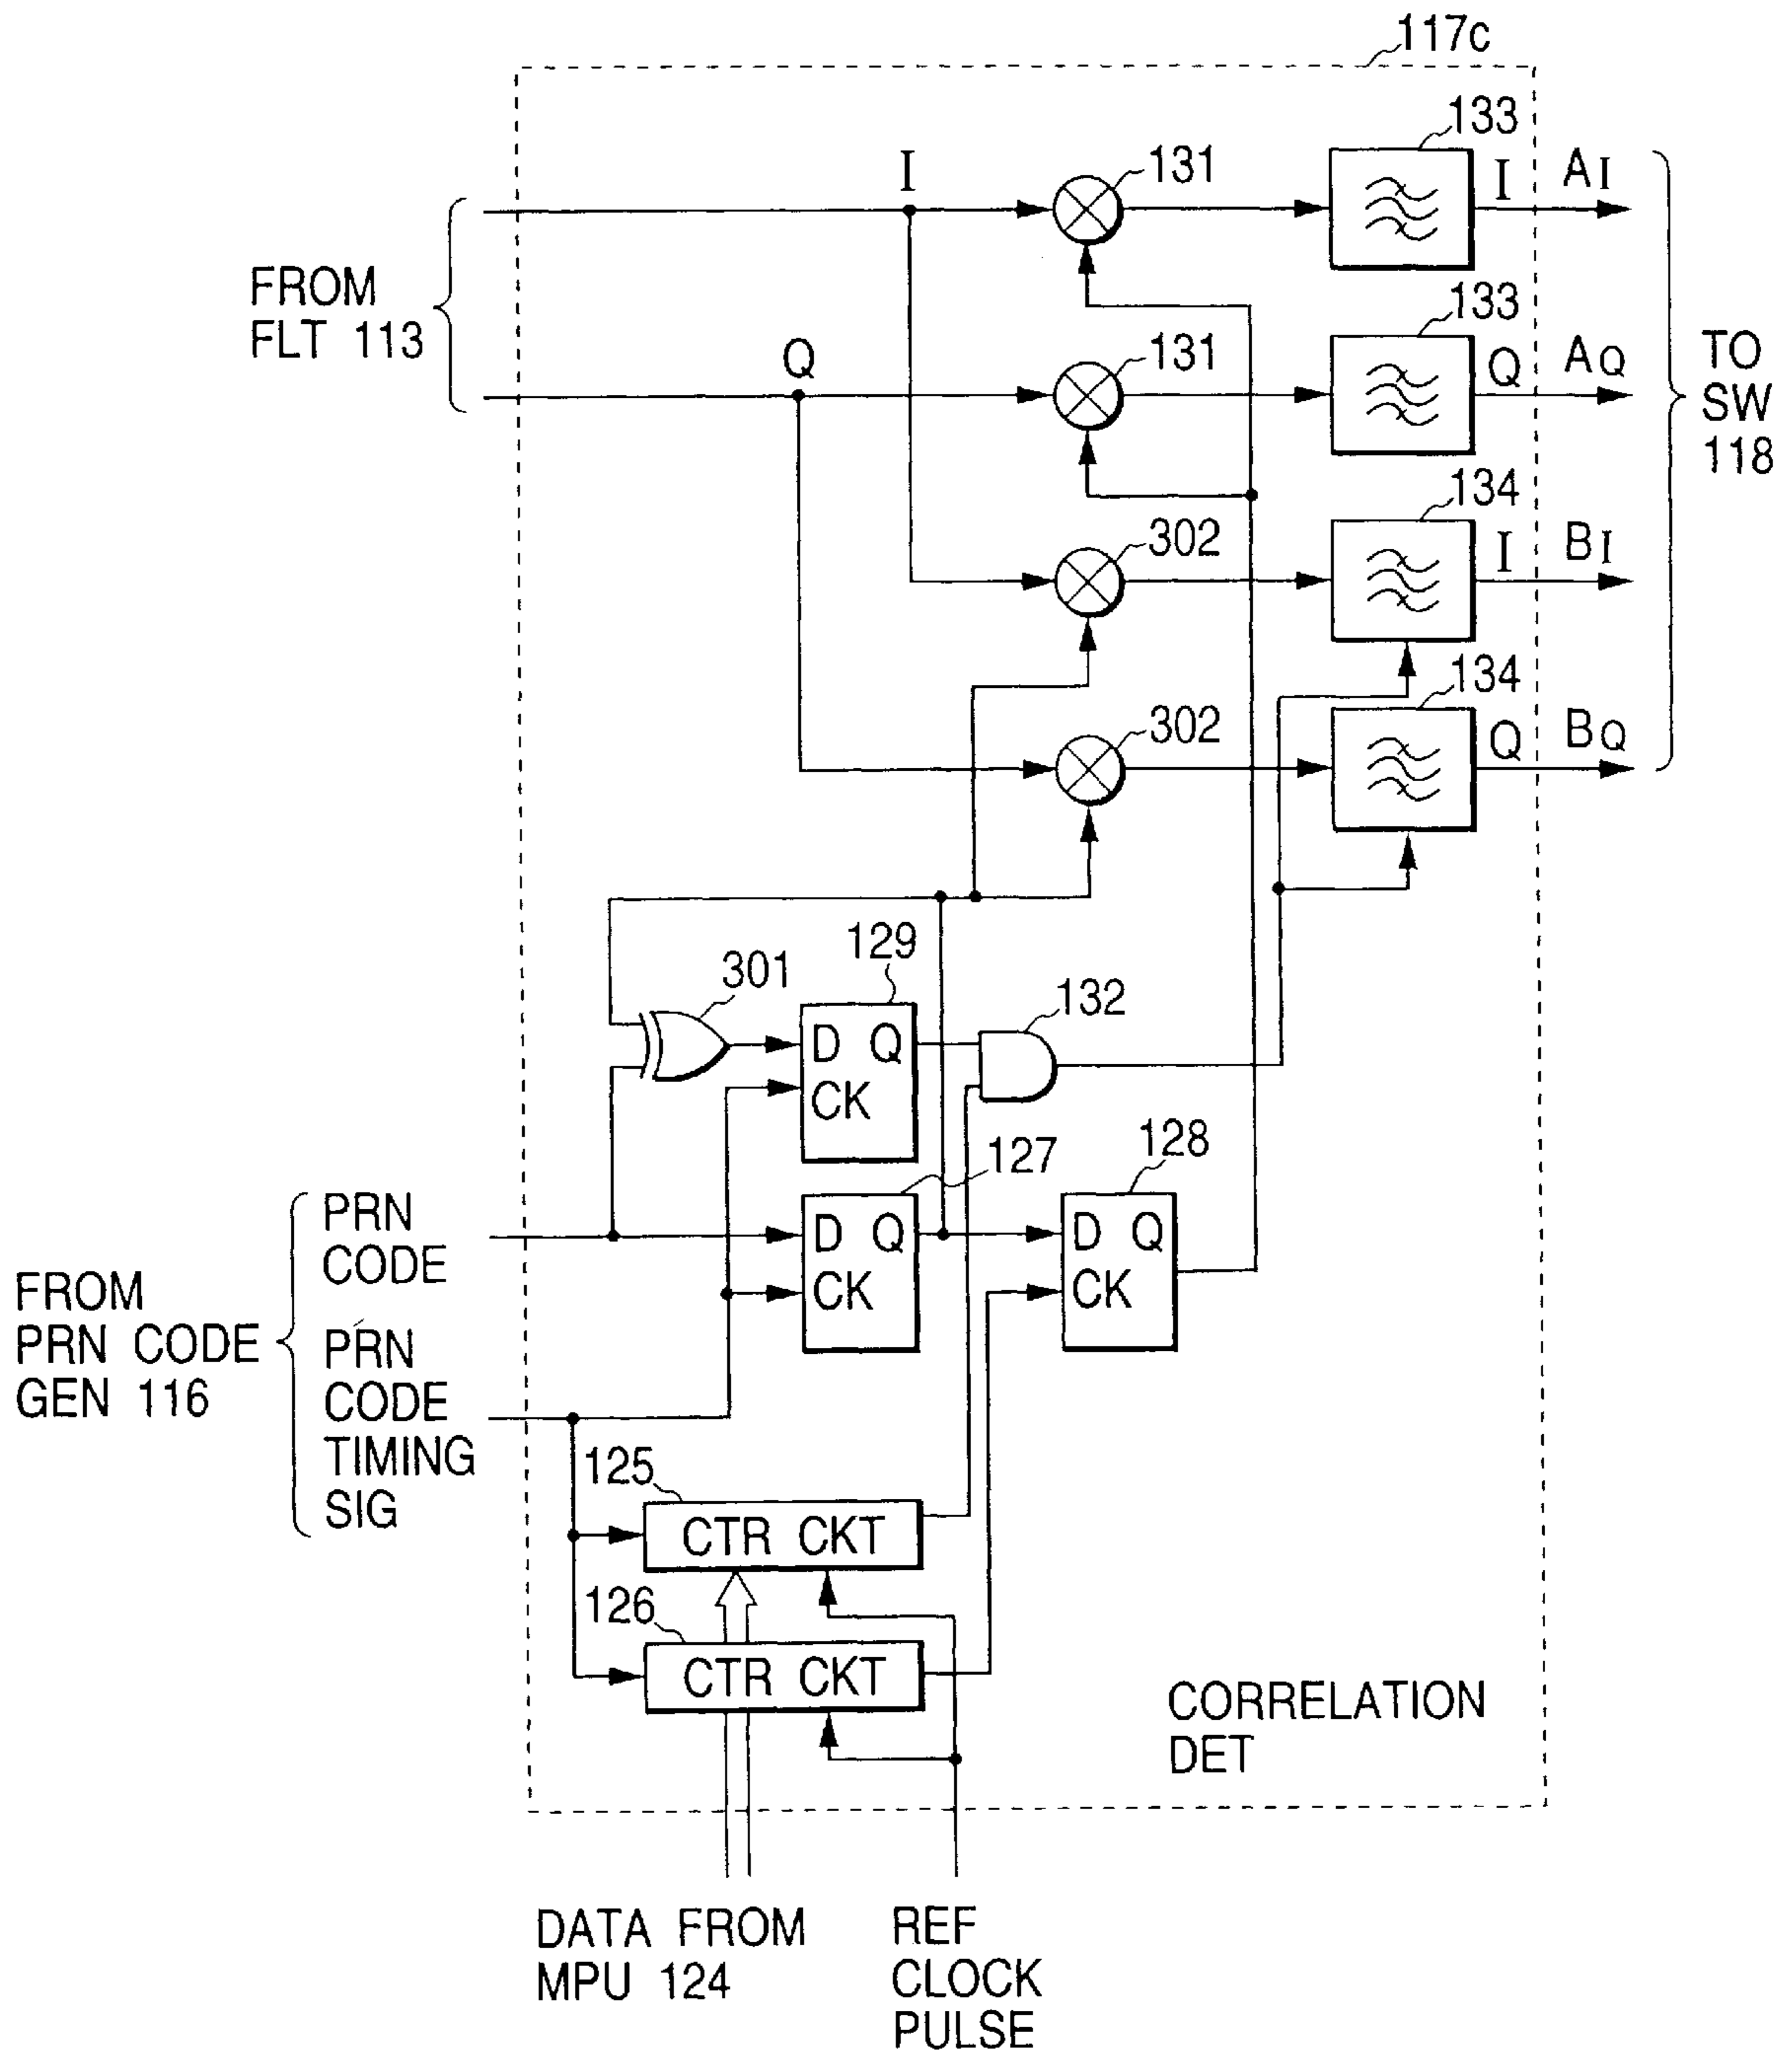 117c
133
I
131
I
AI
FROM
FLT 113
133
Q
131
Q
AQ
TO
SW
118
134
302
I
BI
134
302
Q
BQ
129
301
132
D Q
CK
128
127
PRN
CODE
D Q
CK
D Q
CK
FROM
PRN CODE
GEN 116
PRN
CODE
TIMING
SIG
125
CTR CKT
126
CTR CKT
CORRELATION
DET
DATA FROM
MPU 124
REF
CLOCK
PULSE